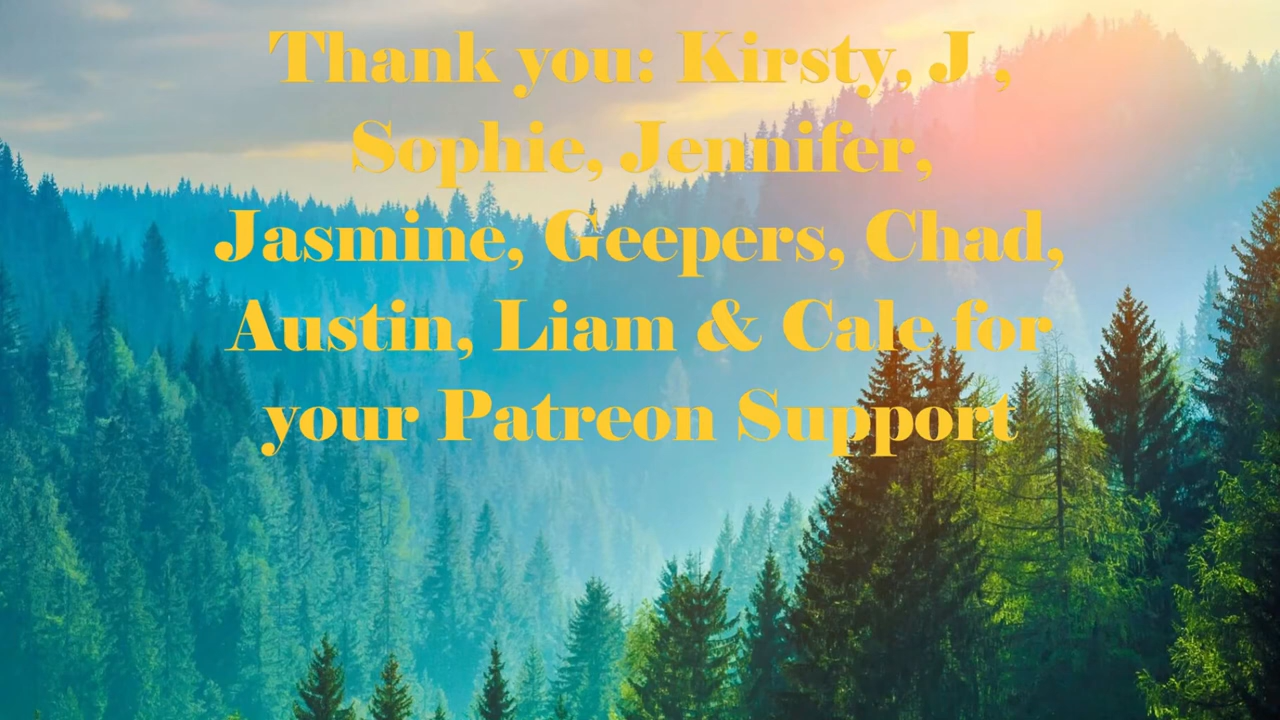 Thank you: Kirsty, J ,
Sophie, Jennifer,
Jasmine, Geepers, Chad,
Austin, Liam & Cale for
your Patreon Support